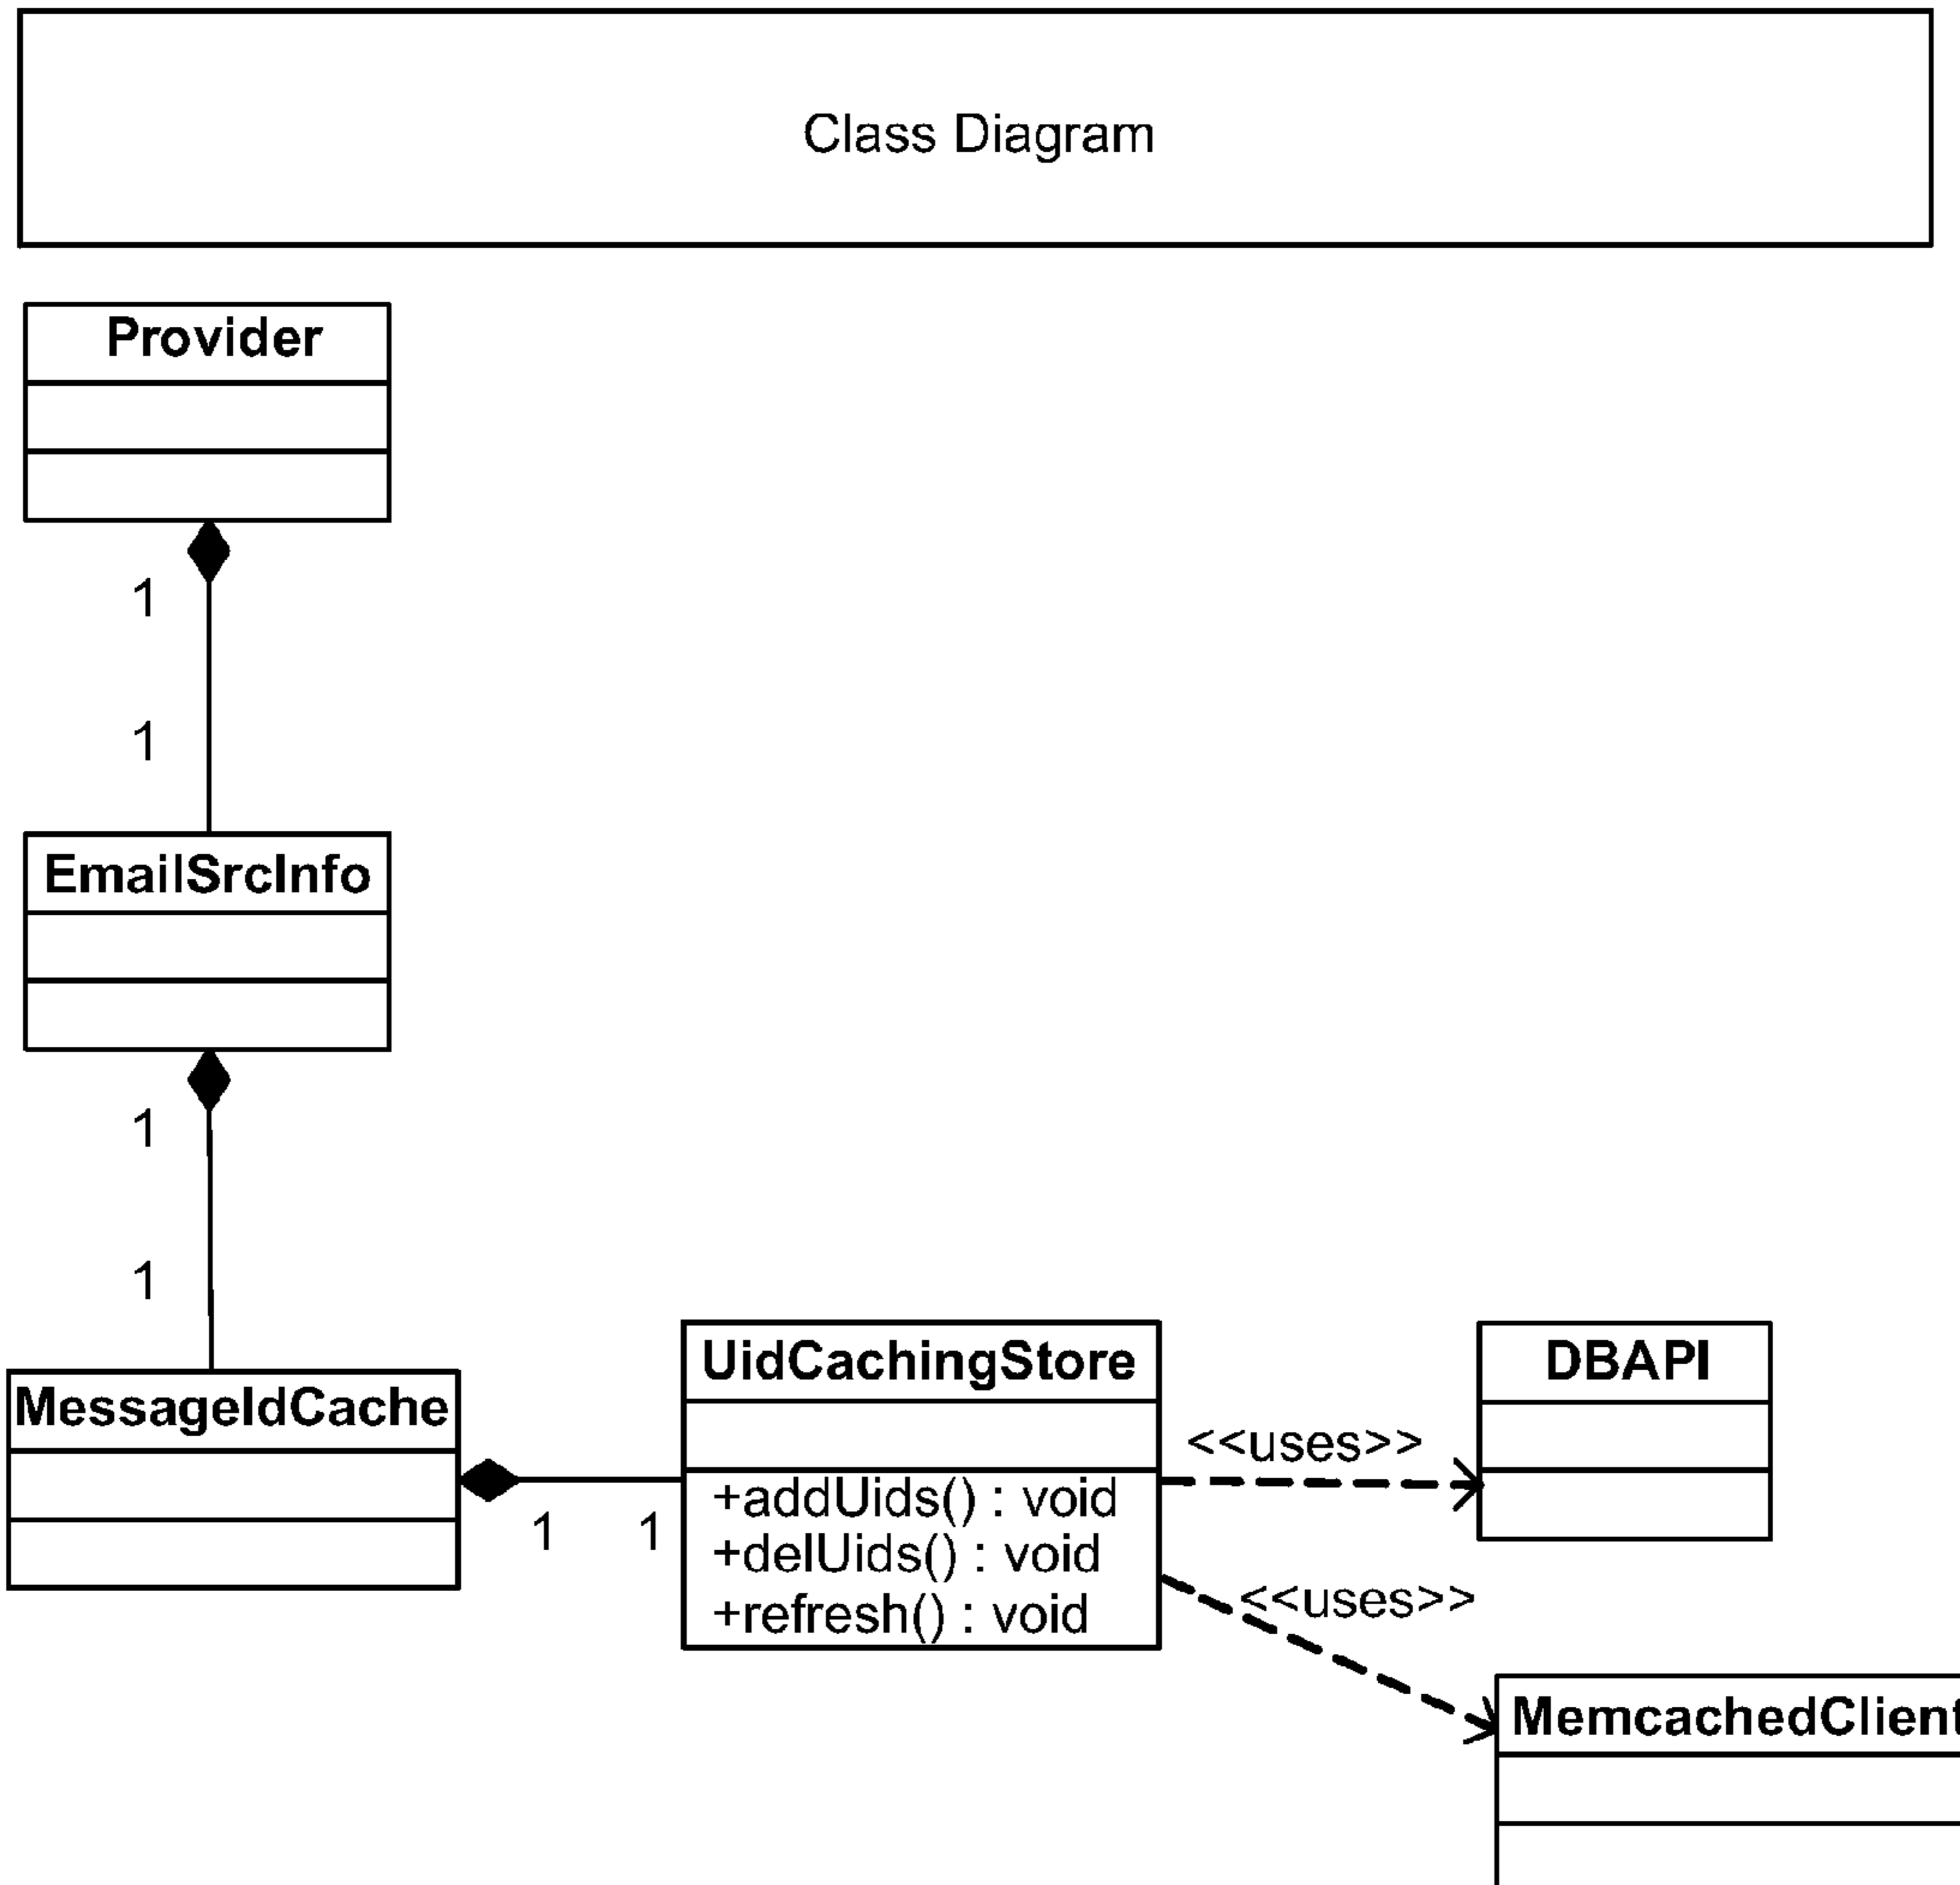 Class Diagram
Provider
1
1
EmailSrcInfo
1
1
MessageIdCache
1
1
UidCachingStore
+addUids() : void
+delUids() : void
+refresh() : void
<<uses>>
DBAPI
<<uses>>
MemcachedClient